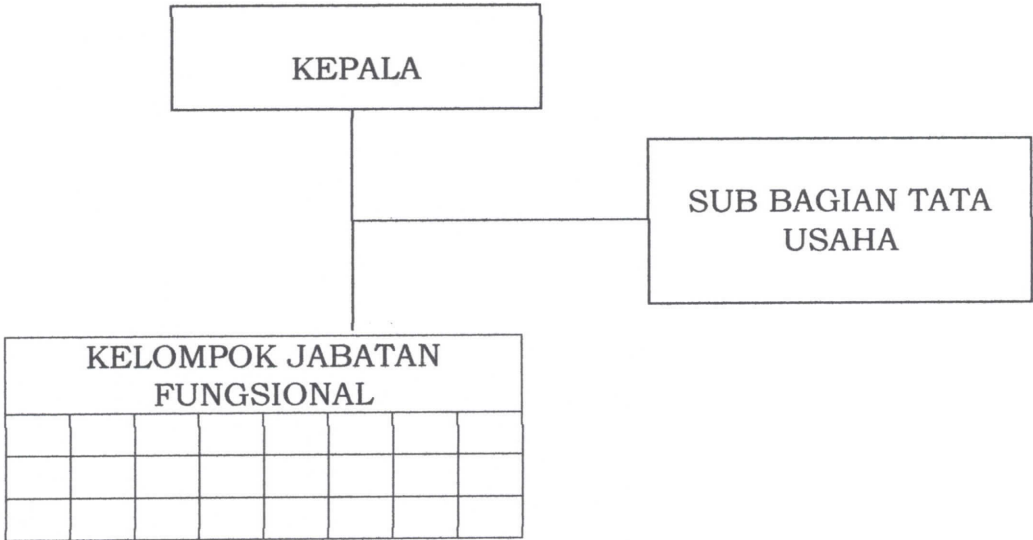 KEPALA
SUB BAGIAN TATA
USAHA
KELOMPOK JABATAN
FUNGSIONAL